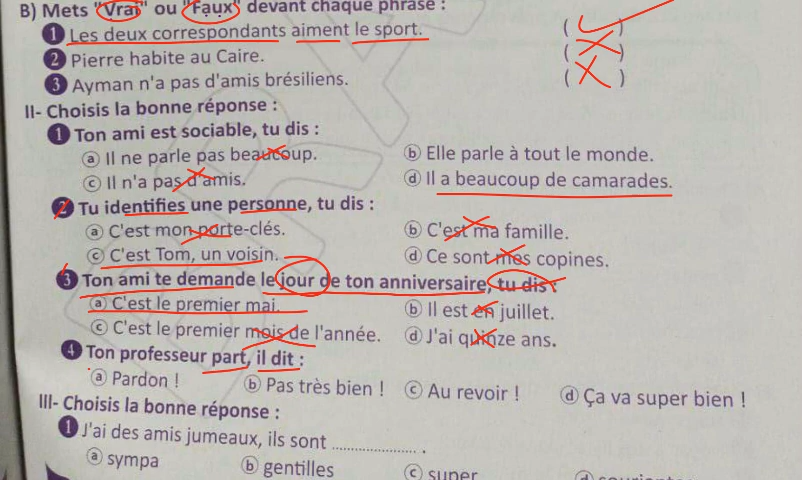 B) Mets "Vrai" ou "Faux" devant chaque phrase :
1 Les deux correspondants aiment le sport. ( )
2 Pierre habite au Caire. ( )
3 Ayman n'a pas d'amis brésiliens. ( )
II- Choisis la bonne réponse :
1 Ton ami est sociable, tu dis :
a Il ne parle pas beaucoup. b Elle parle à tout le monde.
c Il n'a pas d'amis. d Il a beaucoup de camarades.
2 Tu identifies une personne, tu dis :
a C'est mon porte-clés. b C'est ma famille.
c C'est Tom, un voisin. d Ce sont mes copines.
3 Ton ami te demande le jour de ton anniversaire, tu dis :
a C'est le premier mai. b Il est en juillet.
c C'est le premier mois de l'année. d J'ai quinze ans.
4 Ton professeur part, il dit :
a Pardon ! b Pas très bien ! c Au revoir ! d Ça va super bien !
III- Choisis la bonne réponse :
1 J'ai des amis jumeaux, ils sont .................... .
a sympa b gentilles c super d